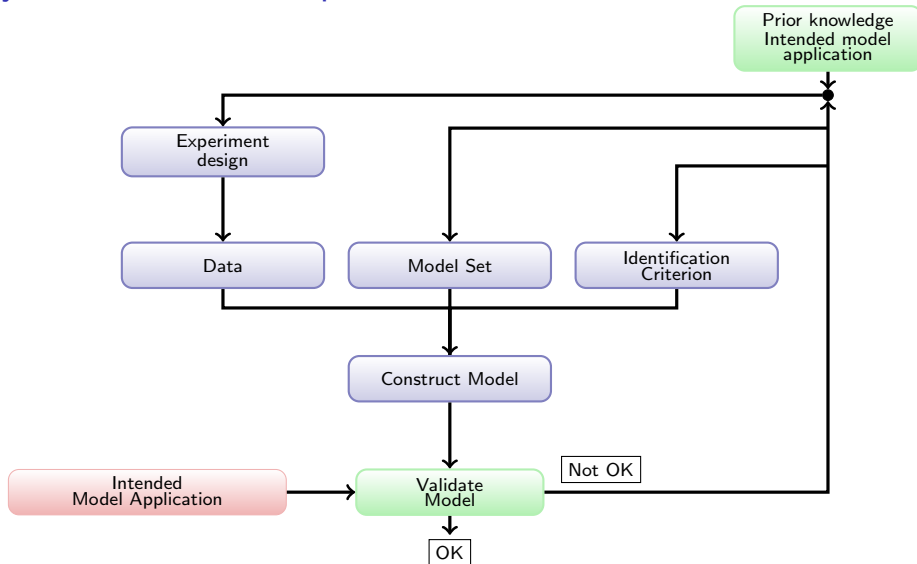 Prior knowledge
Intended model
application
Experiment
design
Data
Model Set
Identification
Criterion
Construct Model
Not OK
Intended
Model Application
Validate
Model
OK